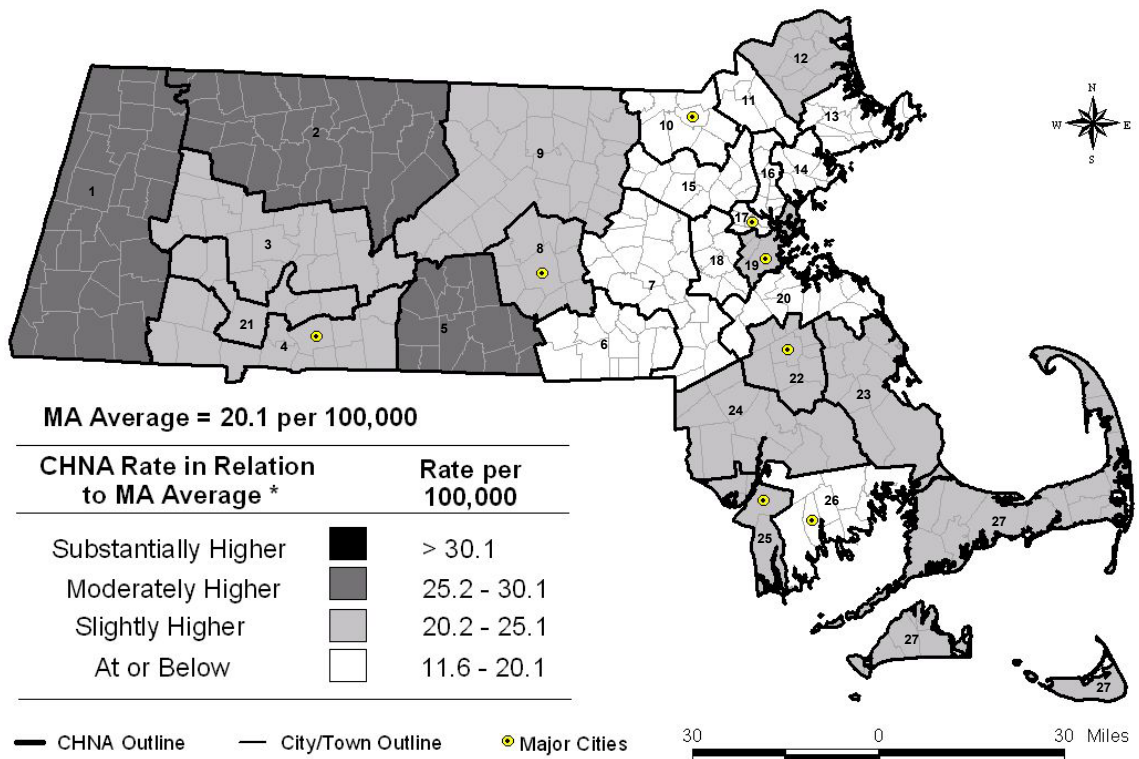 12
11
13
10
2
N
W E
S
9
16
14
1
15
17
3
8
19
18
7
20
21
5
4
6
22
23
24
MA Average = 20.1 per 100,000
CHNA Rate in Relation to MA Average *
Rate per 100,000
26
27
25
Substantially Higher > 30.1
Moderately Higher 25.2 - 30.1
Slightly Higher 20.2 - 25.1
At or Below 11.6 - 20.1
27
27
CHNA Outline City/Town Outline Major Cities
30 0 30 Miles